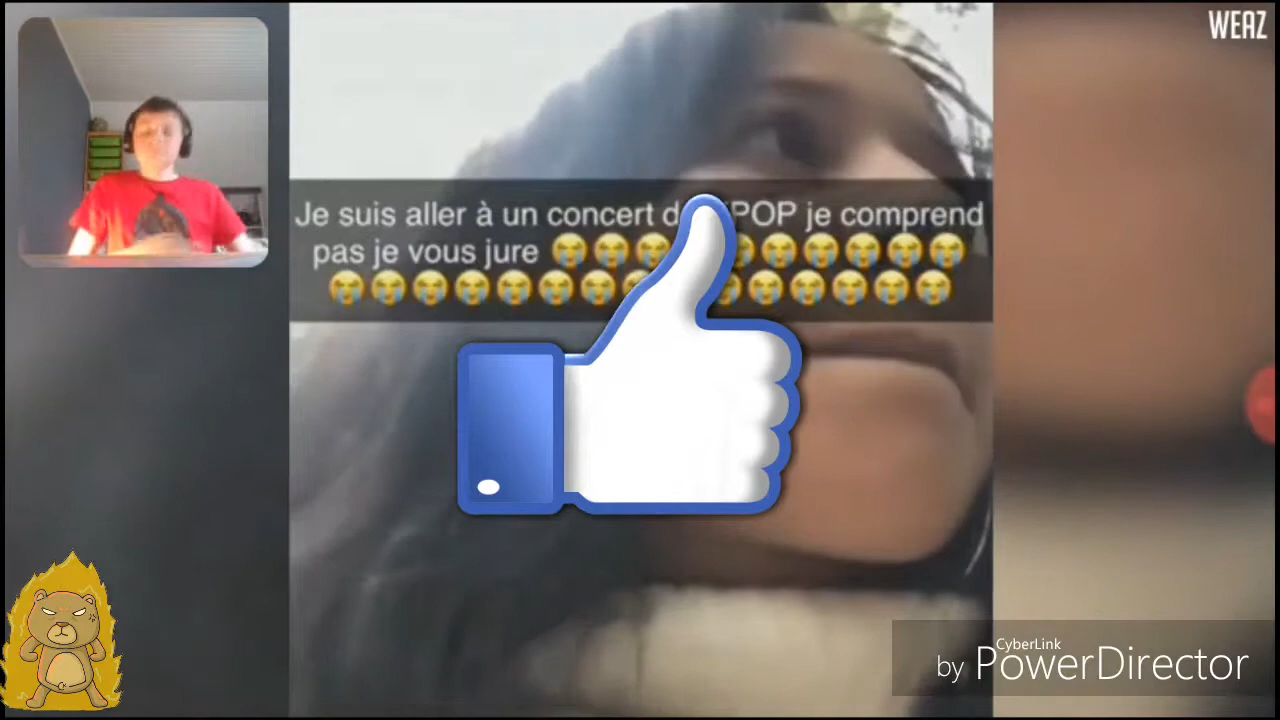 WEAZ
Je suis aller à un concert d POP je comprend
pas je vous jure 😭😭😭😭😭😭😭😭😭
😭😭😭😭😭😭😭😭😭😭😭😭😭😭
CyberLink
by PowerDirector